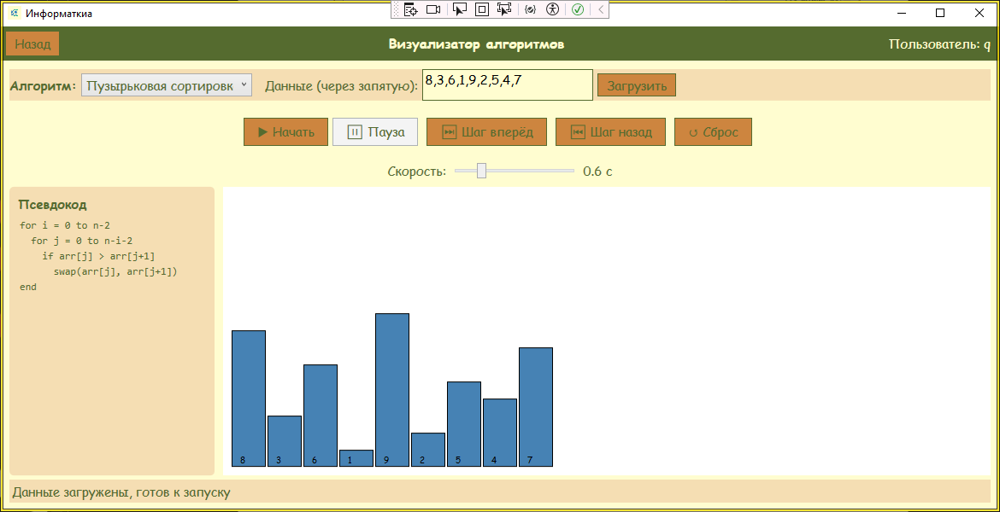 Информаткиа
Назад
Визуализатор алгоритмов
Пользователь: q
Алгоритм: Пузырьковая сортировк
Данные (через запятую): 8,3,6,1,9,2,5,4,7
Загрузить
▶ Начать
Пауза
Шаг вперёд
Шаг назад
↺ Сброс
Скорость: 0.6 с
Псевдокод
for i = 0 to n-2
for j = 0 to n-i-2
if arr[j] > arr[j+1]
swap(arr[j], arr[j+1])
end
8 3 6 1 9 2 5 4 7
Данные загружены, готов к запуску